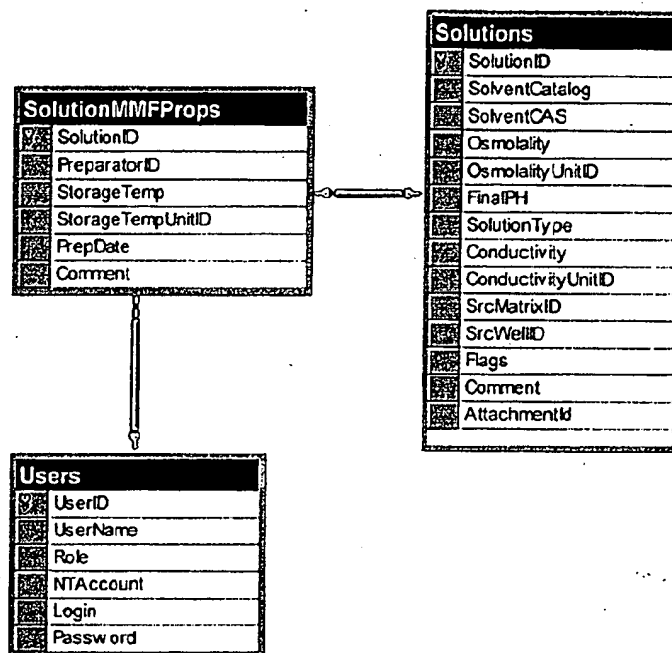 Solutions
SolutionID
SolventCatalog
SolventCAS
Osmolality
OsmolalityUnitID
FinalPH
SolutionType
Conductivity
ConductivityUnitID
SrcMatrixID
SrcWellID
Flags
Comment
AttachmentId
SolutionMMFProps
SolutionID
PreparatorID
StorageTemp
StorageTempUnitID
PrepDate
Comment
Users
UserID
UserName
Role
NTAccount
Login
Password